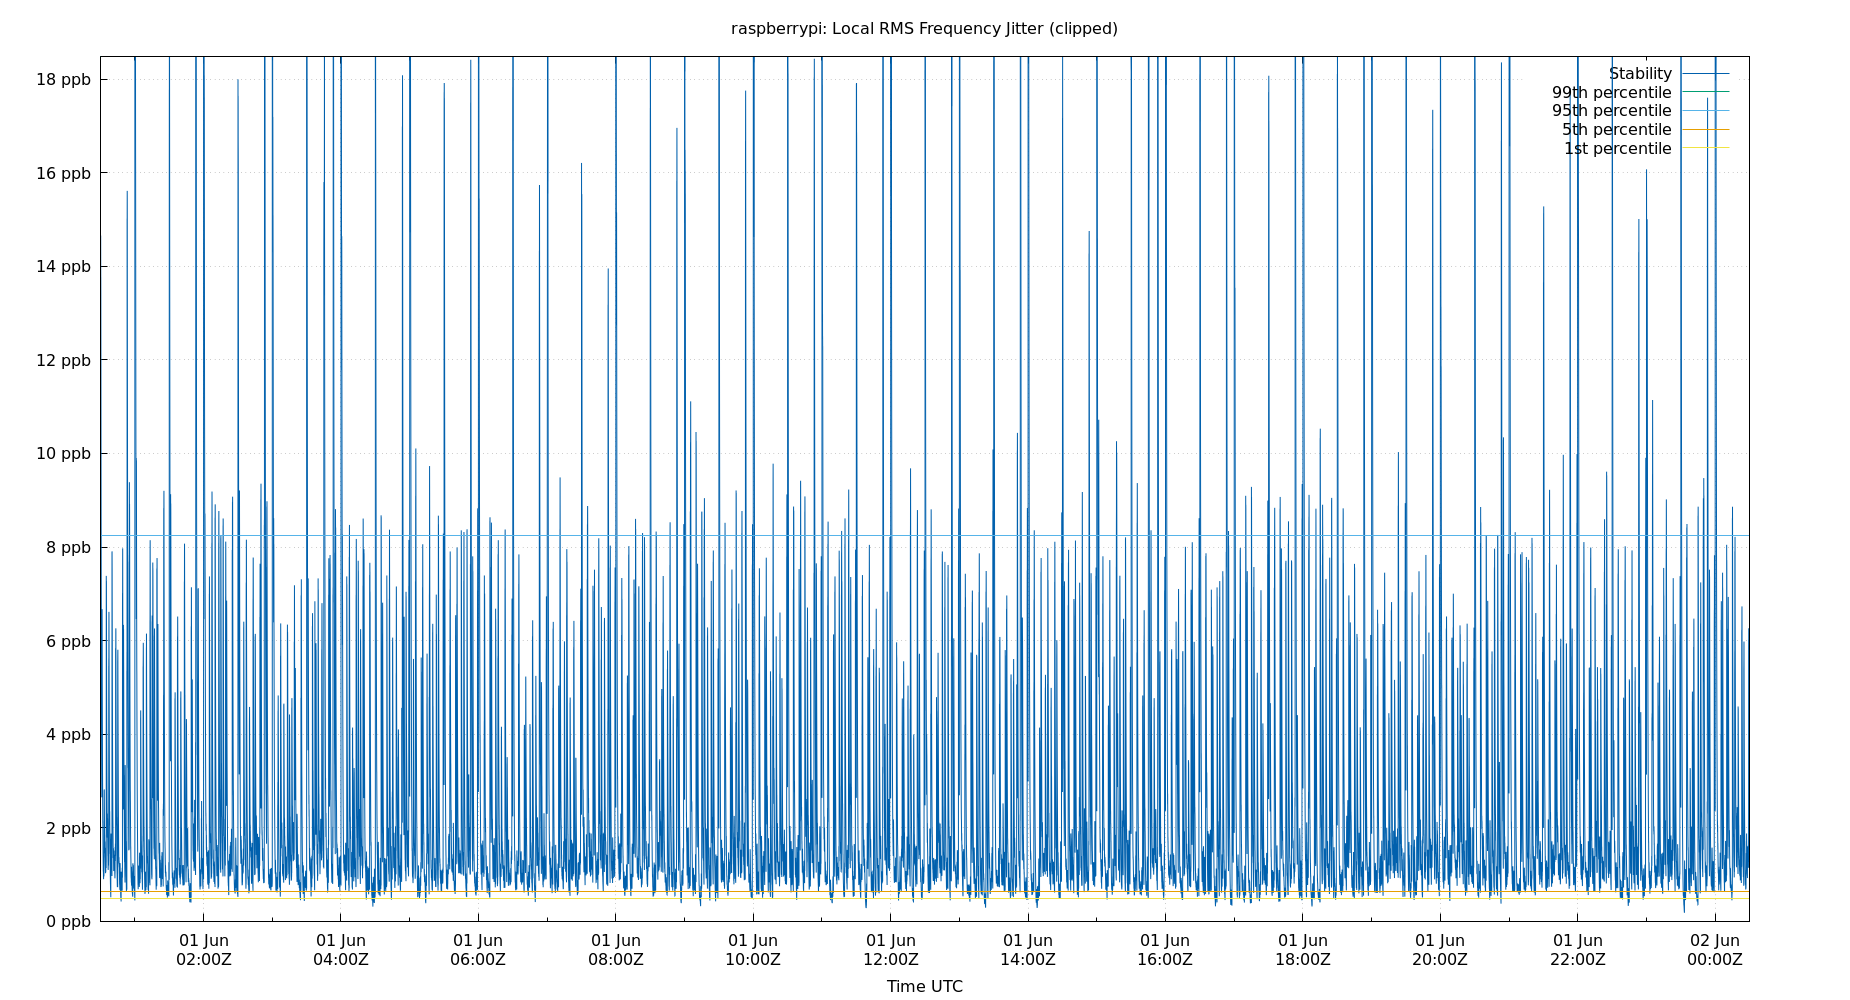 raspberrypi: Local RMS Frequency Jitter (clipped)
18 ppb
16 ppb
14 ppb
12 ppb
10 ppb
8 ppb
6 ppb
4 ppb
2 ppb
0 ppb
Stability
99th percentile
95th percentile
5th percentile
1st percentile
01 Jun 01 Jun 01 Jun 01 Jun 01 Jun 01 Jun 01 Jun 01 Jun 01 Jun 01 Jun 01 Jun 02 Jun
02:00Z 04:00Z 06:00Z 08:00Z 10:00Z 12:00Z 14:00Z 16:00Z 18:00Z 20:00Z 22:00Z 00:00Z
Time UTC